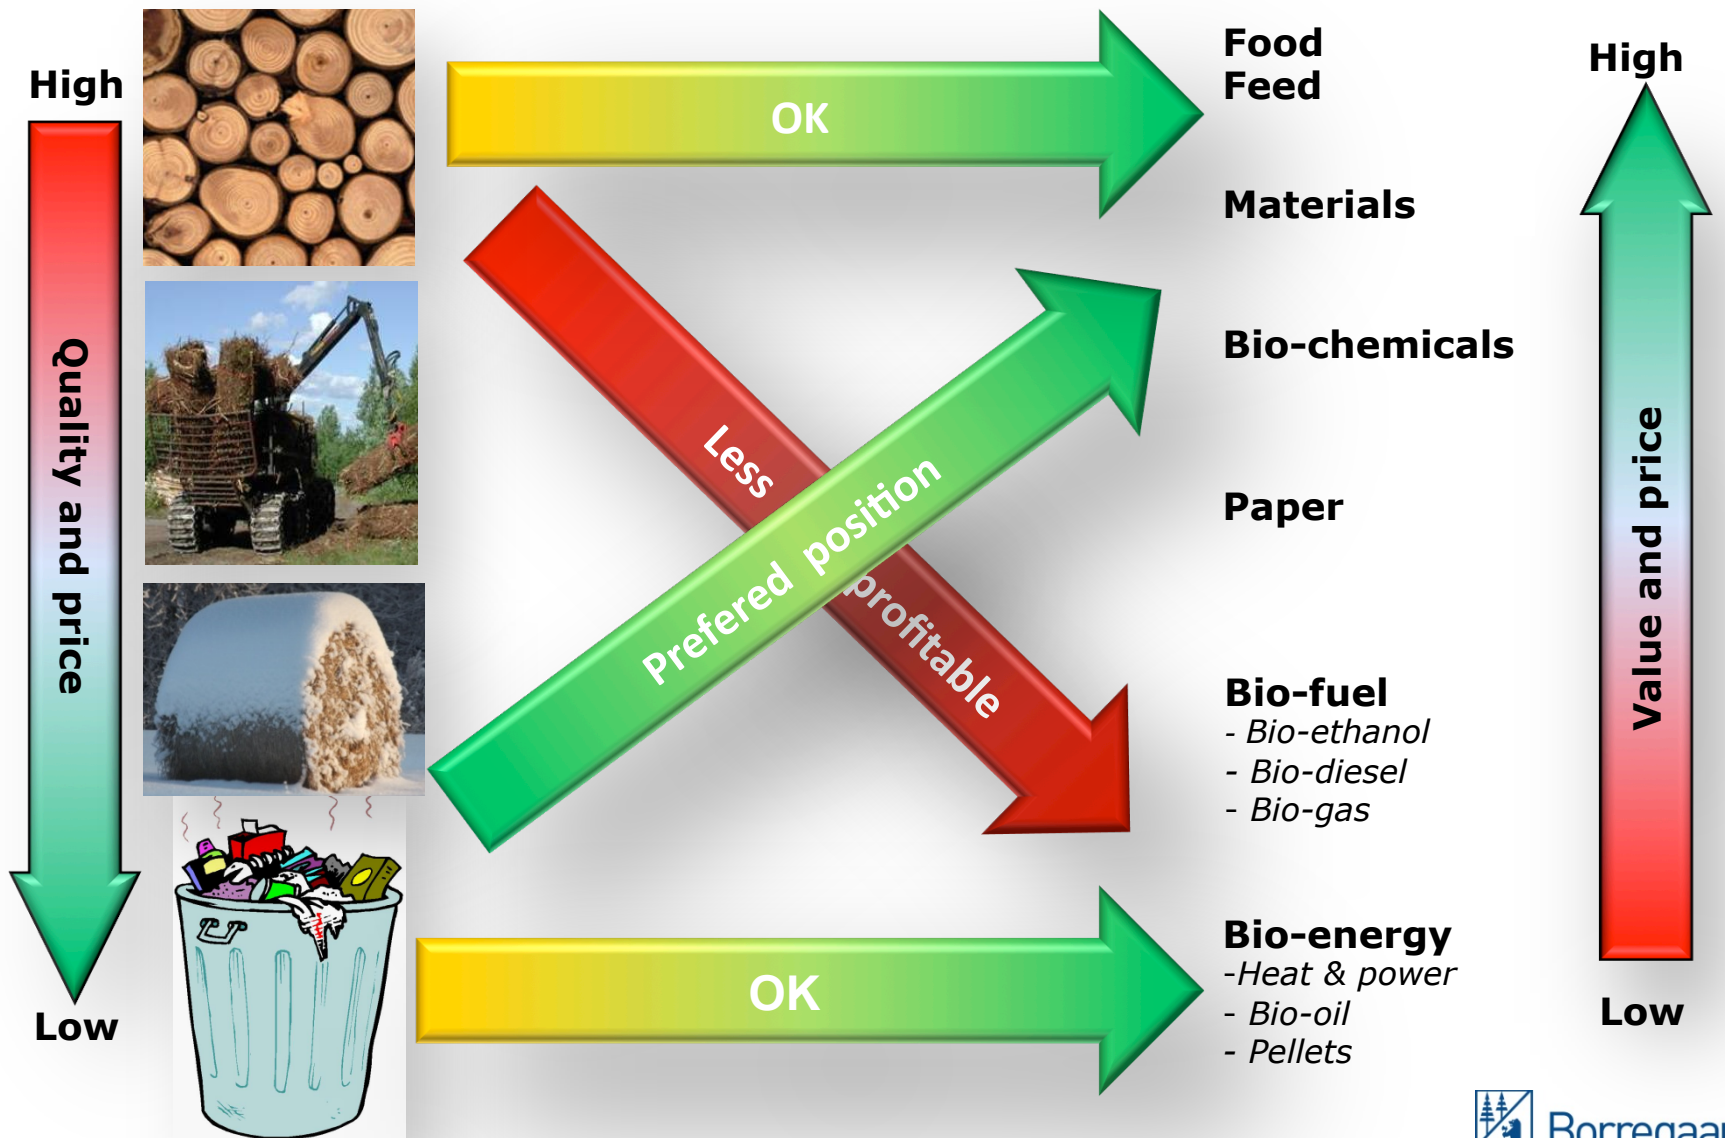 High
Quality and price
Low
OK
Less profitable
Prefered position
OK
Food
Feed
Materials
Bio-chemicals
Paper
Bio-fuel
- Bio-ethanol
- Bio-diesel
- Bio-gas
Bio-energy
-Heat & power
- Bio-oil
- Pellets
High
Value and price
Low
Borregaa